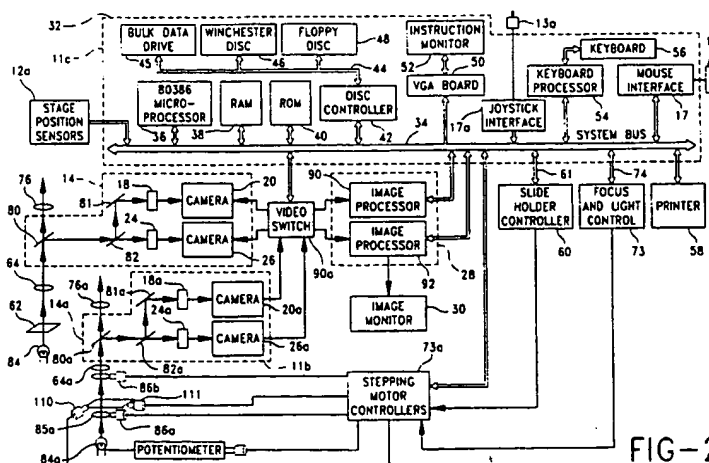 32
11c
BULK DATA DRIVE
45
WINCHESTER DISC
46
FLOPPY DISC
48
44
INSTRUCTION MONITOR
52
50
13a
KEYBOARD
56
12a
STAGE POSITION SENSORS
80386 MICRO-PROCESSOR
36
RAM
38
ROM
40
DISC CONTROLLER
42
VGA BOARD
17a
JOYSTICK INTERFACE
KEYBOARD PROCESSOR
54
MOUSE INTERFACE
17
34
SYSTEM BUS
76
14
18
20
81
CAMERA
80
24
CAMERA
82
26
VIDEO SWITCH
90a
90
IMAGE PROCESSOR
IMAGE PROCESSOR
92
28
61
74
SLIDE HOLDER CONTROLLER
60
FOCUS AND LIGHT CONTROL
73
PRINTER
58
64
62
84
14a
76a
81a
18a
24a
CAMERA
20a
CAMERA
80a
82a
26a
11b
IMAGE MONITOR
30
73a
64a
86b
110
111
85a
86a
84a
POTENTIOMETER
STEPPING MOTOR CONTROLLERS
FIG-2